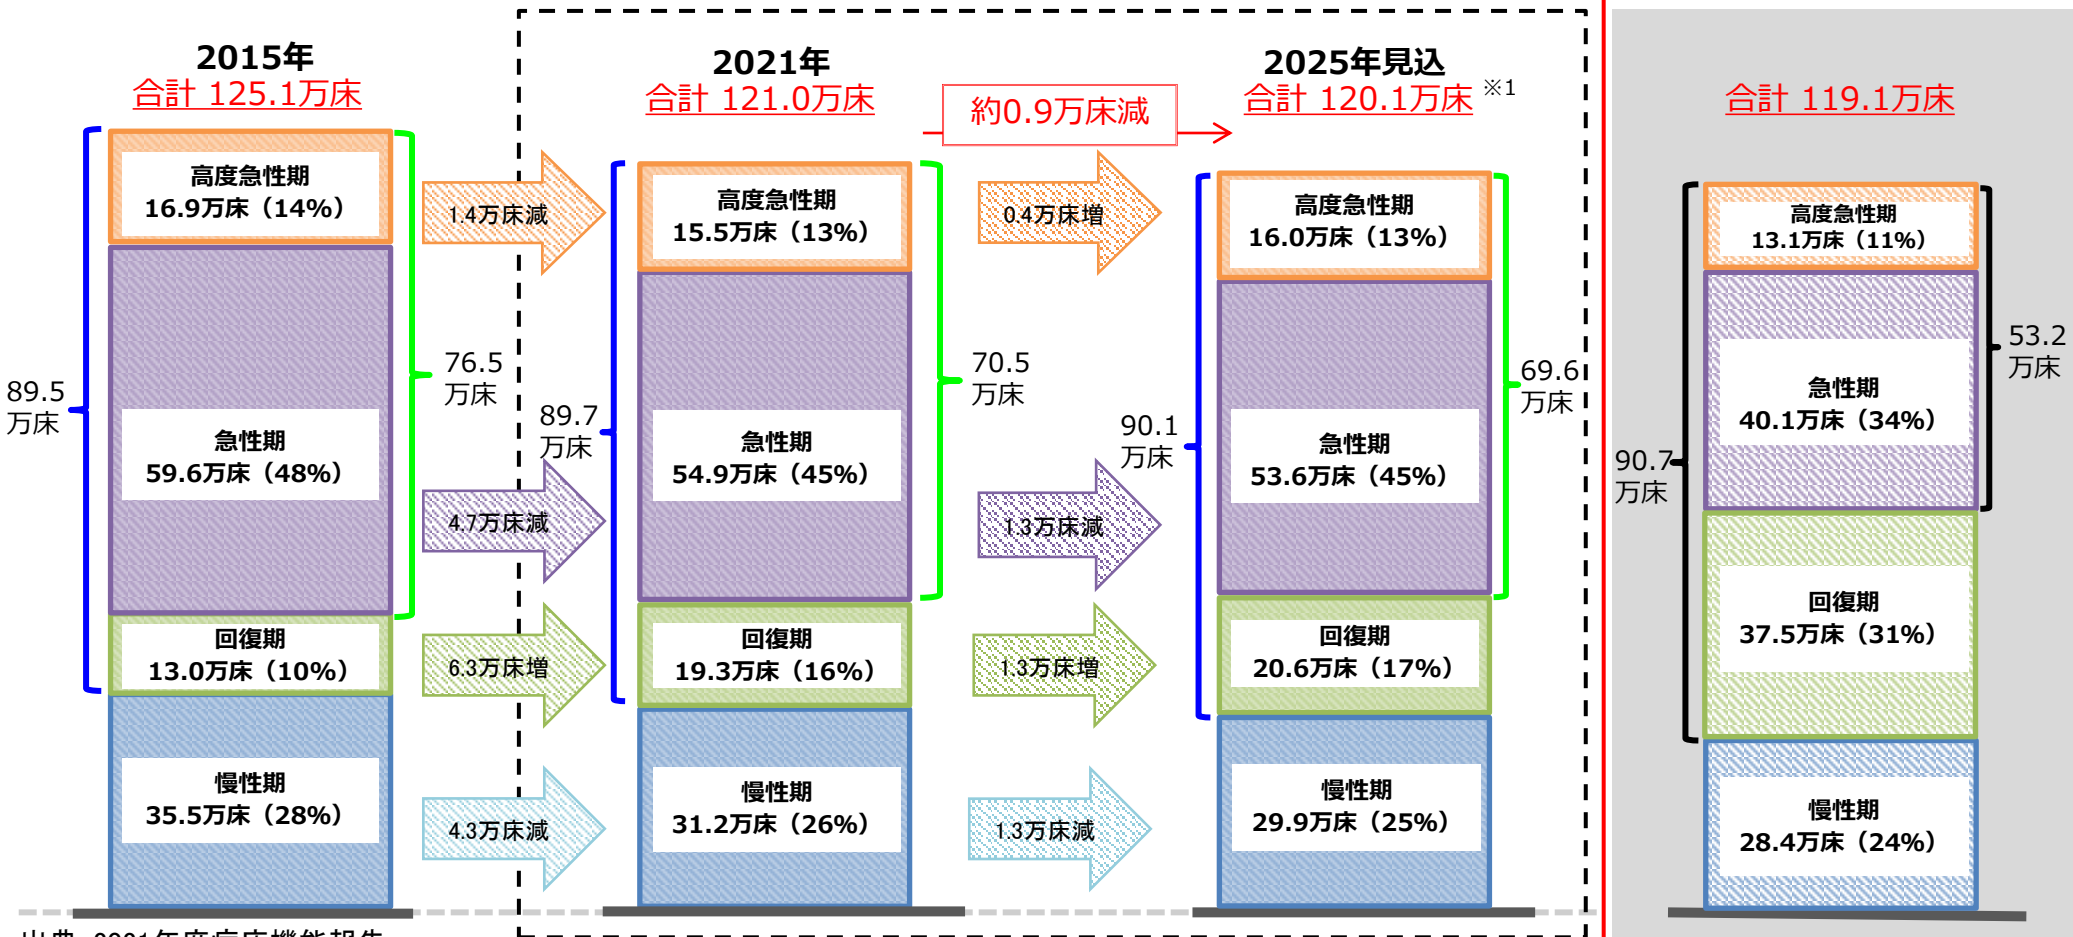 2015年
合計 125.1万床
高度急性期
16.9万床（14%）
急性期
59.6万床（48%）
回復期
13.0万床（10%）
慢性期
35.5万床（28%）
89.5
万床
76.5
万床
1.4万床減
4.7万床減
6.3万床増
4.3万床減
2021年
合計 121.0万床
高度急性期
15.5万床（13%）
急性期
54.9万床（45%）
回復期
19.3万床（16%）
慢性期
31.2万床（26%）
89.7
万床
70.5
万床
約0.9万床減
0.4万床増
1.3万床減
1.3万床増
1.3万床減
2025年見込
合計 120.1万床 ※1
高度急性期
16.0万床（13%）
急性期
53.6万床（45%）
回復期
20.6万床（17%）
慢性期
29.9万床（25%）
90.1
万床
69.6
万床
合計 119.1万床
高度急性期
13.1万床（11%）
急性期
40.1万床（34%）
回復期
37.5万床（31%）
慢性期
28.4万床（24%）
90.7
万床
53.2
万床